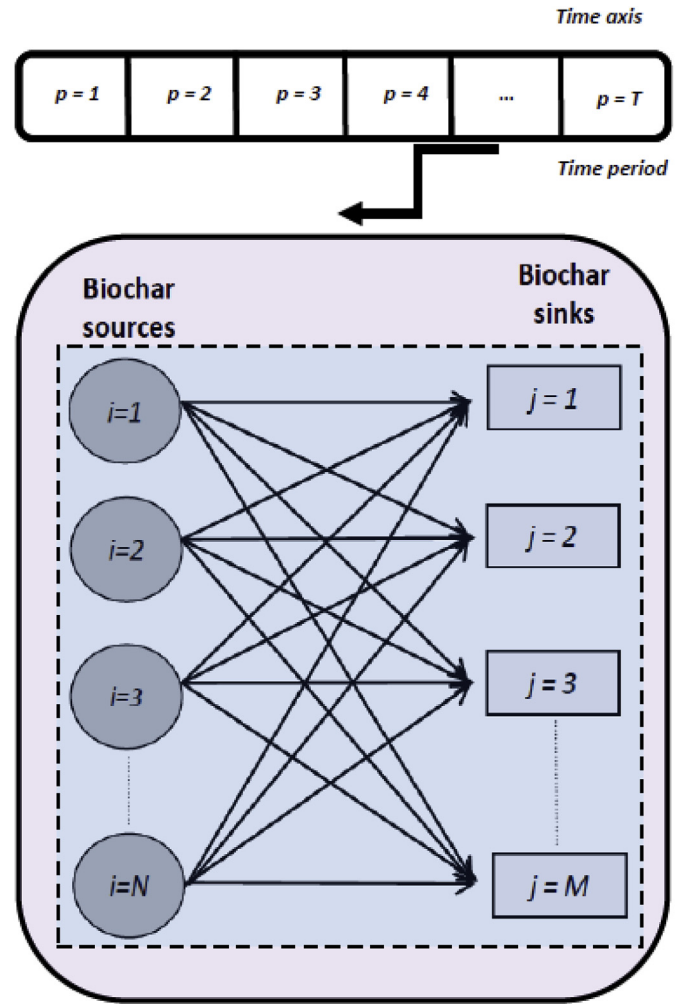 Time axis
p = 1 p = 2 p = 3 p = 4 ... p = T
Time period
Biochar
sources
Biochar
sinks
i=1
j = 1
i=2
j = 2
i=3
j = 3
i=N
j = M